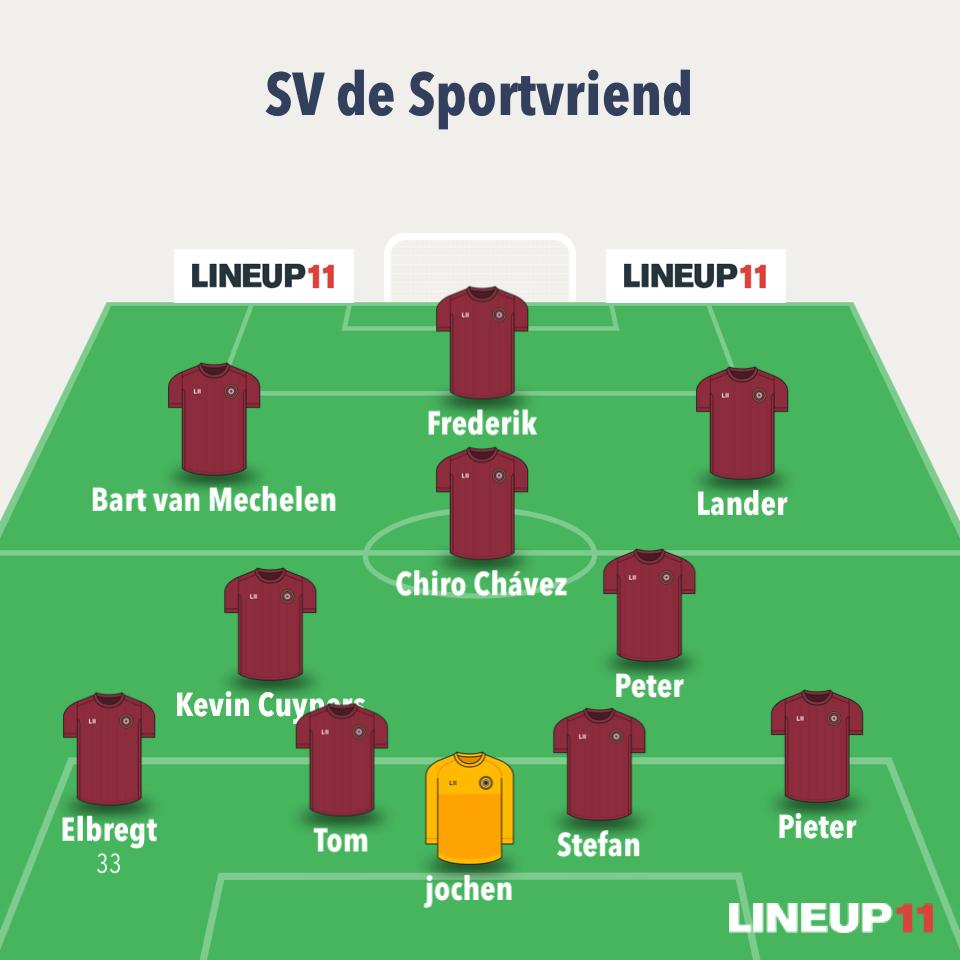 SV de Sportvriend
LINEUP11
LINEUP11
Frederik
Bart van Mechelen
Lander
Chiro Chávez
Peter
Kevin Cuypers
Elbregt
33
Tom
Stefan
Pieter
jochen
LINEUP11